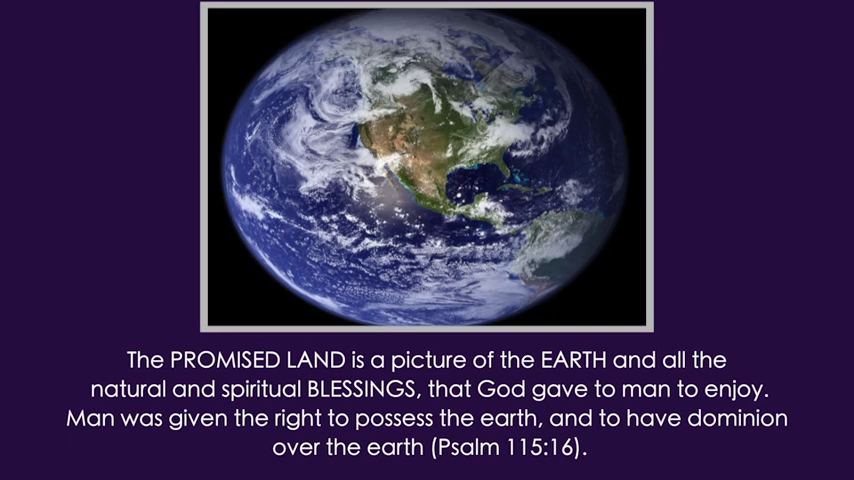 The PROMISED LAND is a picture of the EARTH and all the
natural and spiritual BLESSINGS, that God gave to man to enjoy.
Man was given the right to possess the earth, and to have dominion
over the earth (Psalm 115:16).